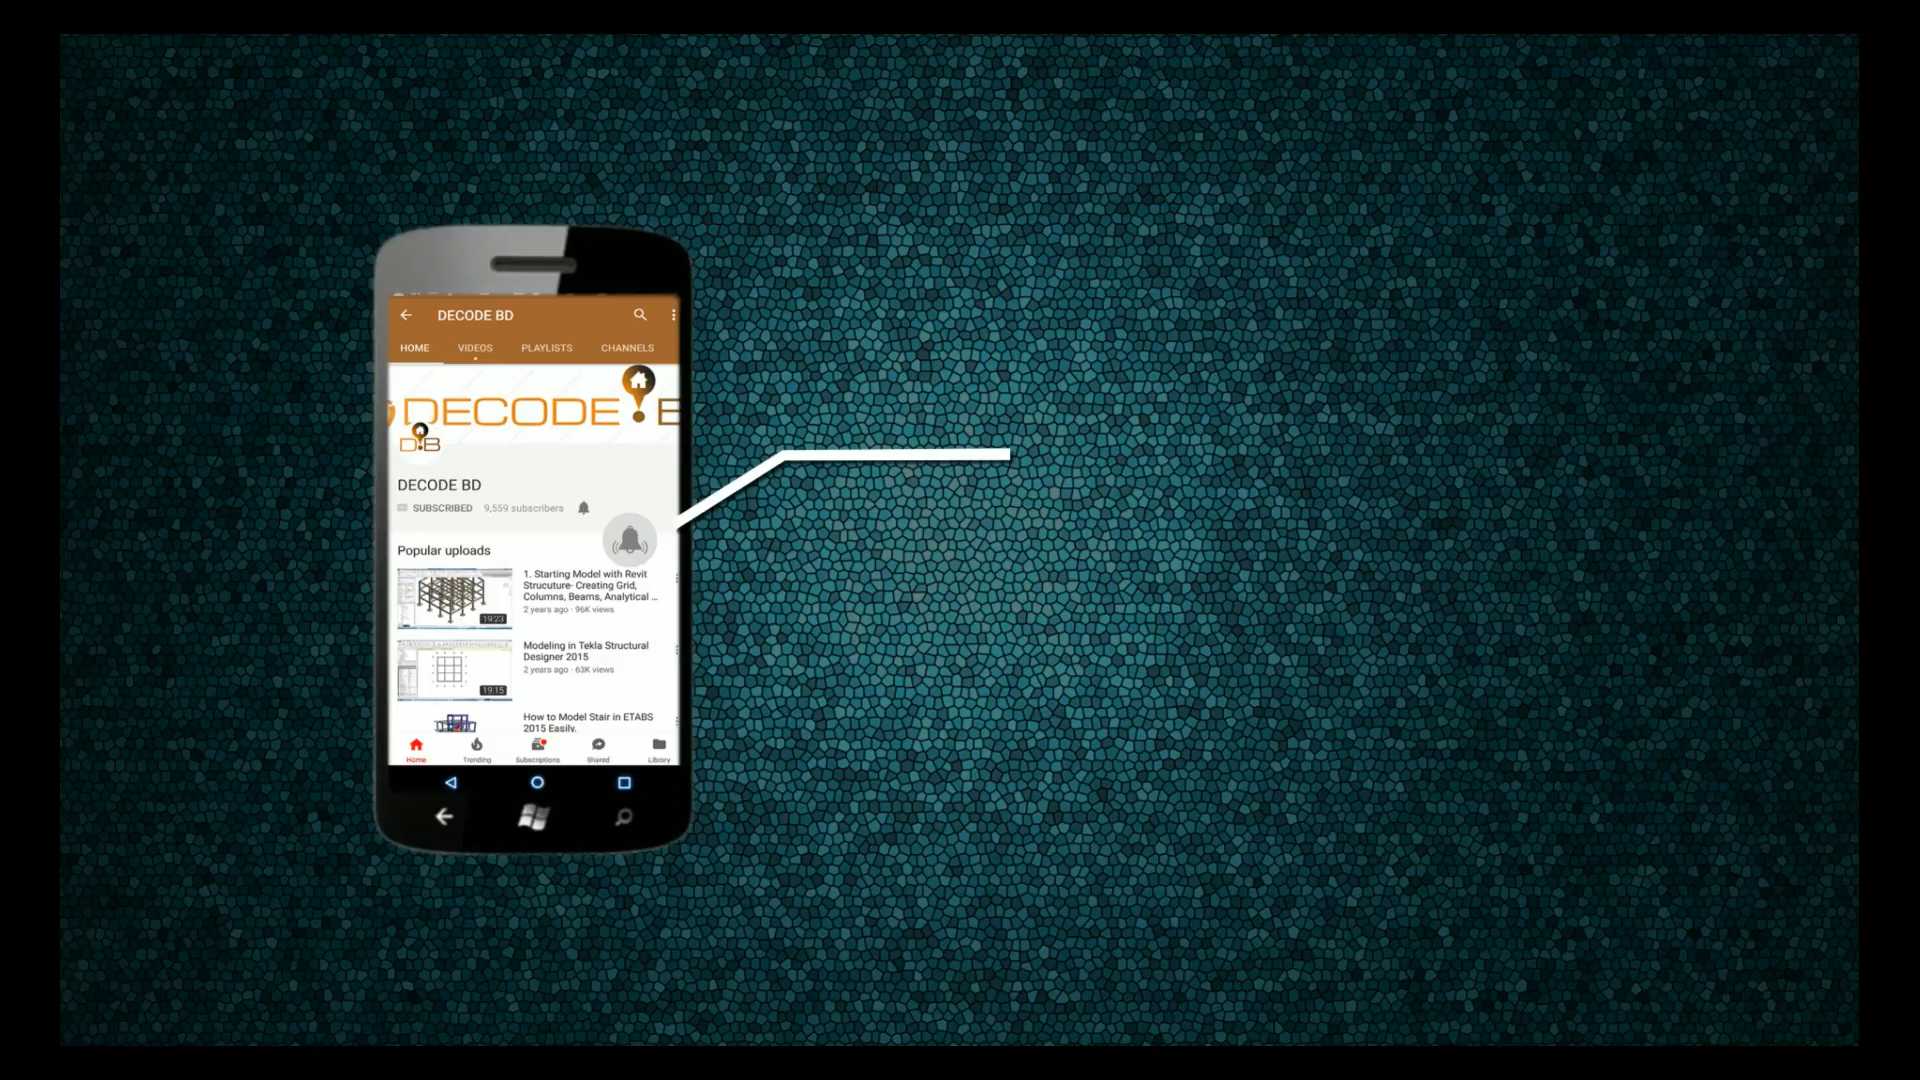 DECODE BD
HOME VIDEOS PLAYLISTS CHANNELS
DECODE B
D B
DECODE BD
SUBSCRIBED 9,559 subscribers
Popular uploads
1. Starting Model with Revit
Strucuture- Creating Grid,
Columns, Beams, Analytical ...
2 years ago · 96K views
19:23
Modeling in Tekla Structural
Designer 2015
2 years ago · 63K views
19:15
How to Model Stair in ETABS
2015 Easily.
Home Trending Subscriptions Shared Library